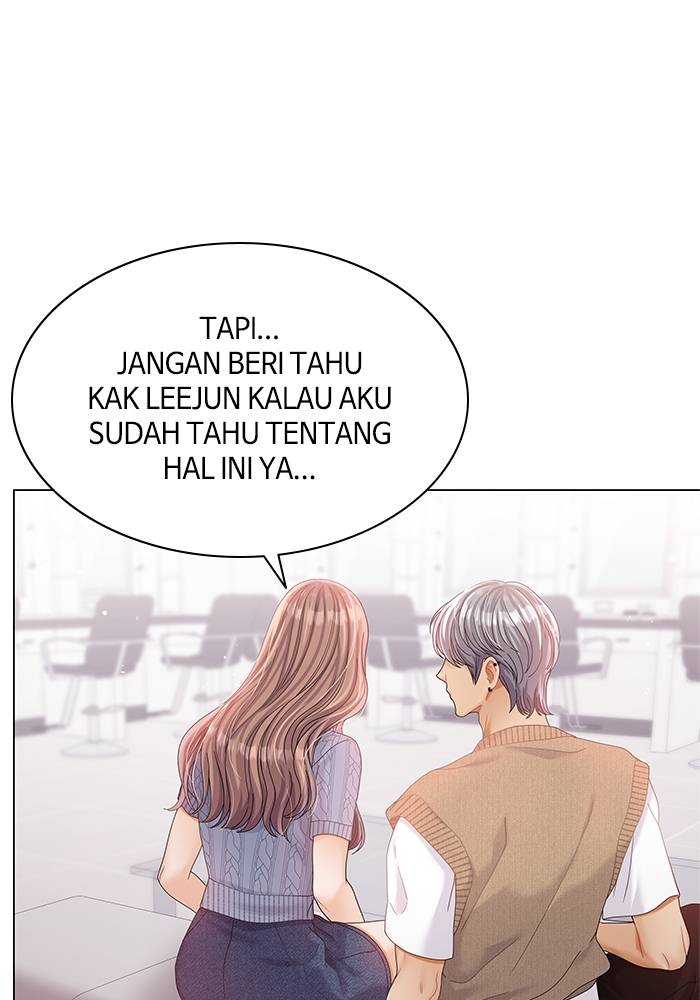 TAPI...
JANGAN BERI TAHU
KAK LEEJUN KALAU AKU
SUDAH TAHU TENTANG
HAL INI YA...